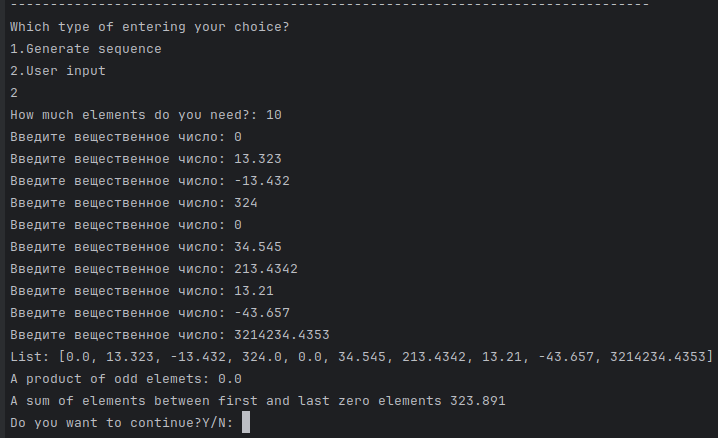 --------------------------------------------------------------------------------
Which type of entering your choice?
1.Generate sequence
2.User input
2
How much elements do you need?: 10
Введите вещественное число: 0
Введите вещественное число: 13.323
Введите вещественное число: -13.432
Введите вещественное число: 324
Введите вещественное число: 0
Введите вещественное число: 34.545
Введите вещественное число: 213.4342
Введите вещественное число: 13.21
Введите вещественное число: -43.657
Введите вещественное число: 3214234.4353
List: [0.0, 13.323, -13.432, 324.0, 0.0, 34.545, 213.4342, 13.21, -43.657, 3214234.4353]
A product of odd elemets: 0.0
A sum of elements between first and last zero elements 323.891
Do you want to continue?Y/N: